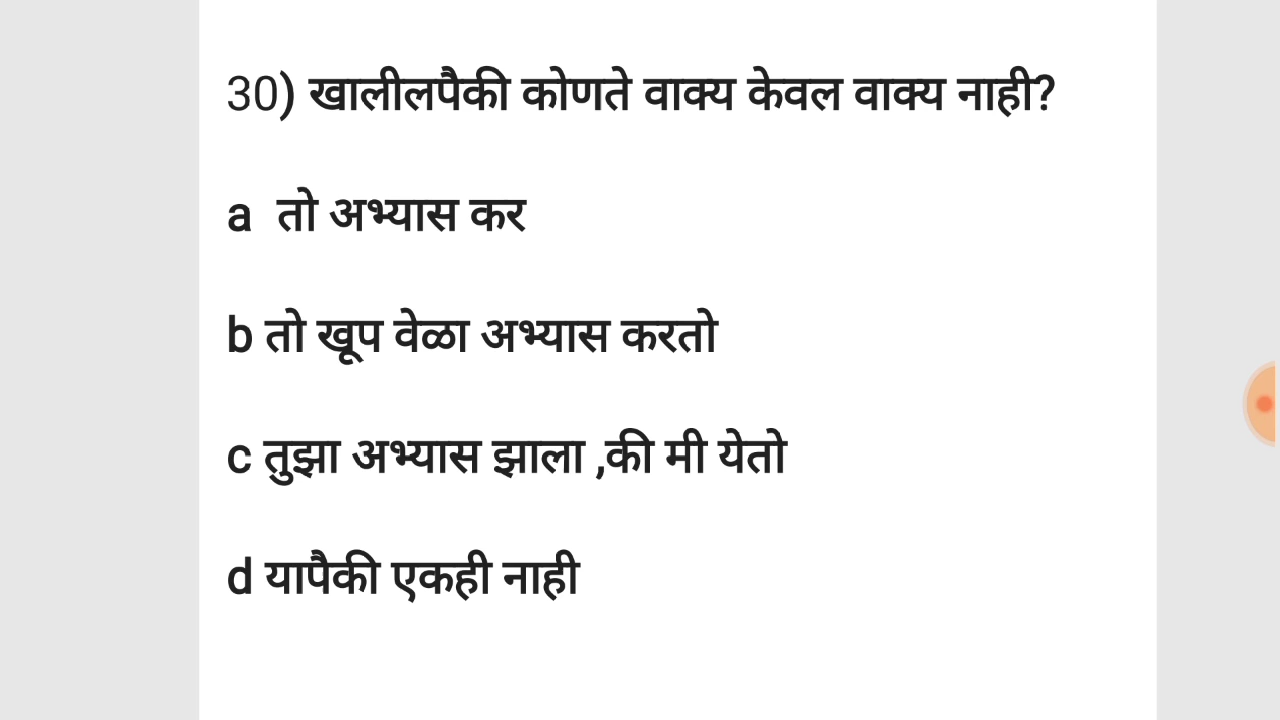 30) खालीलपैकी कोणते वाक्य केवल वाक्य नाही?
a तो अभ्यास कर
b तो खूप वेळा अभ्यास करतो
c तुझा अभ्यास झाला ,की मी येतो
d यापैकी एकही नाही